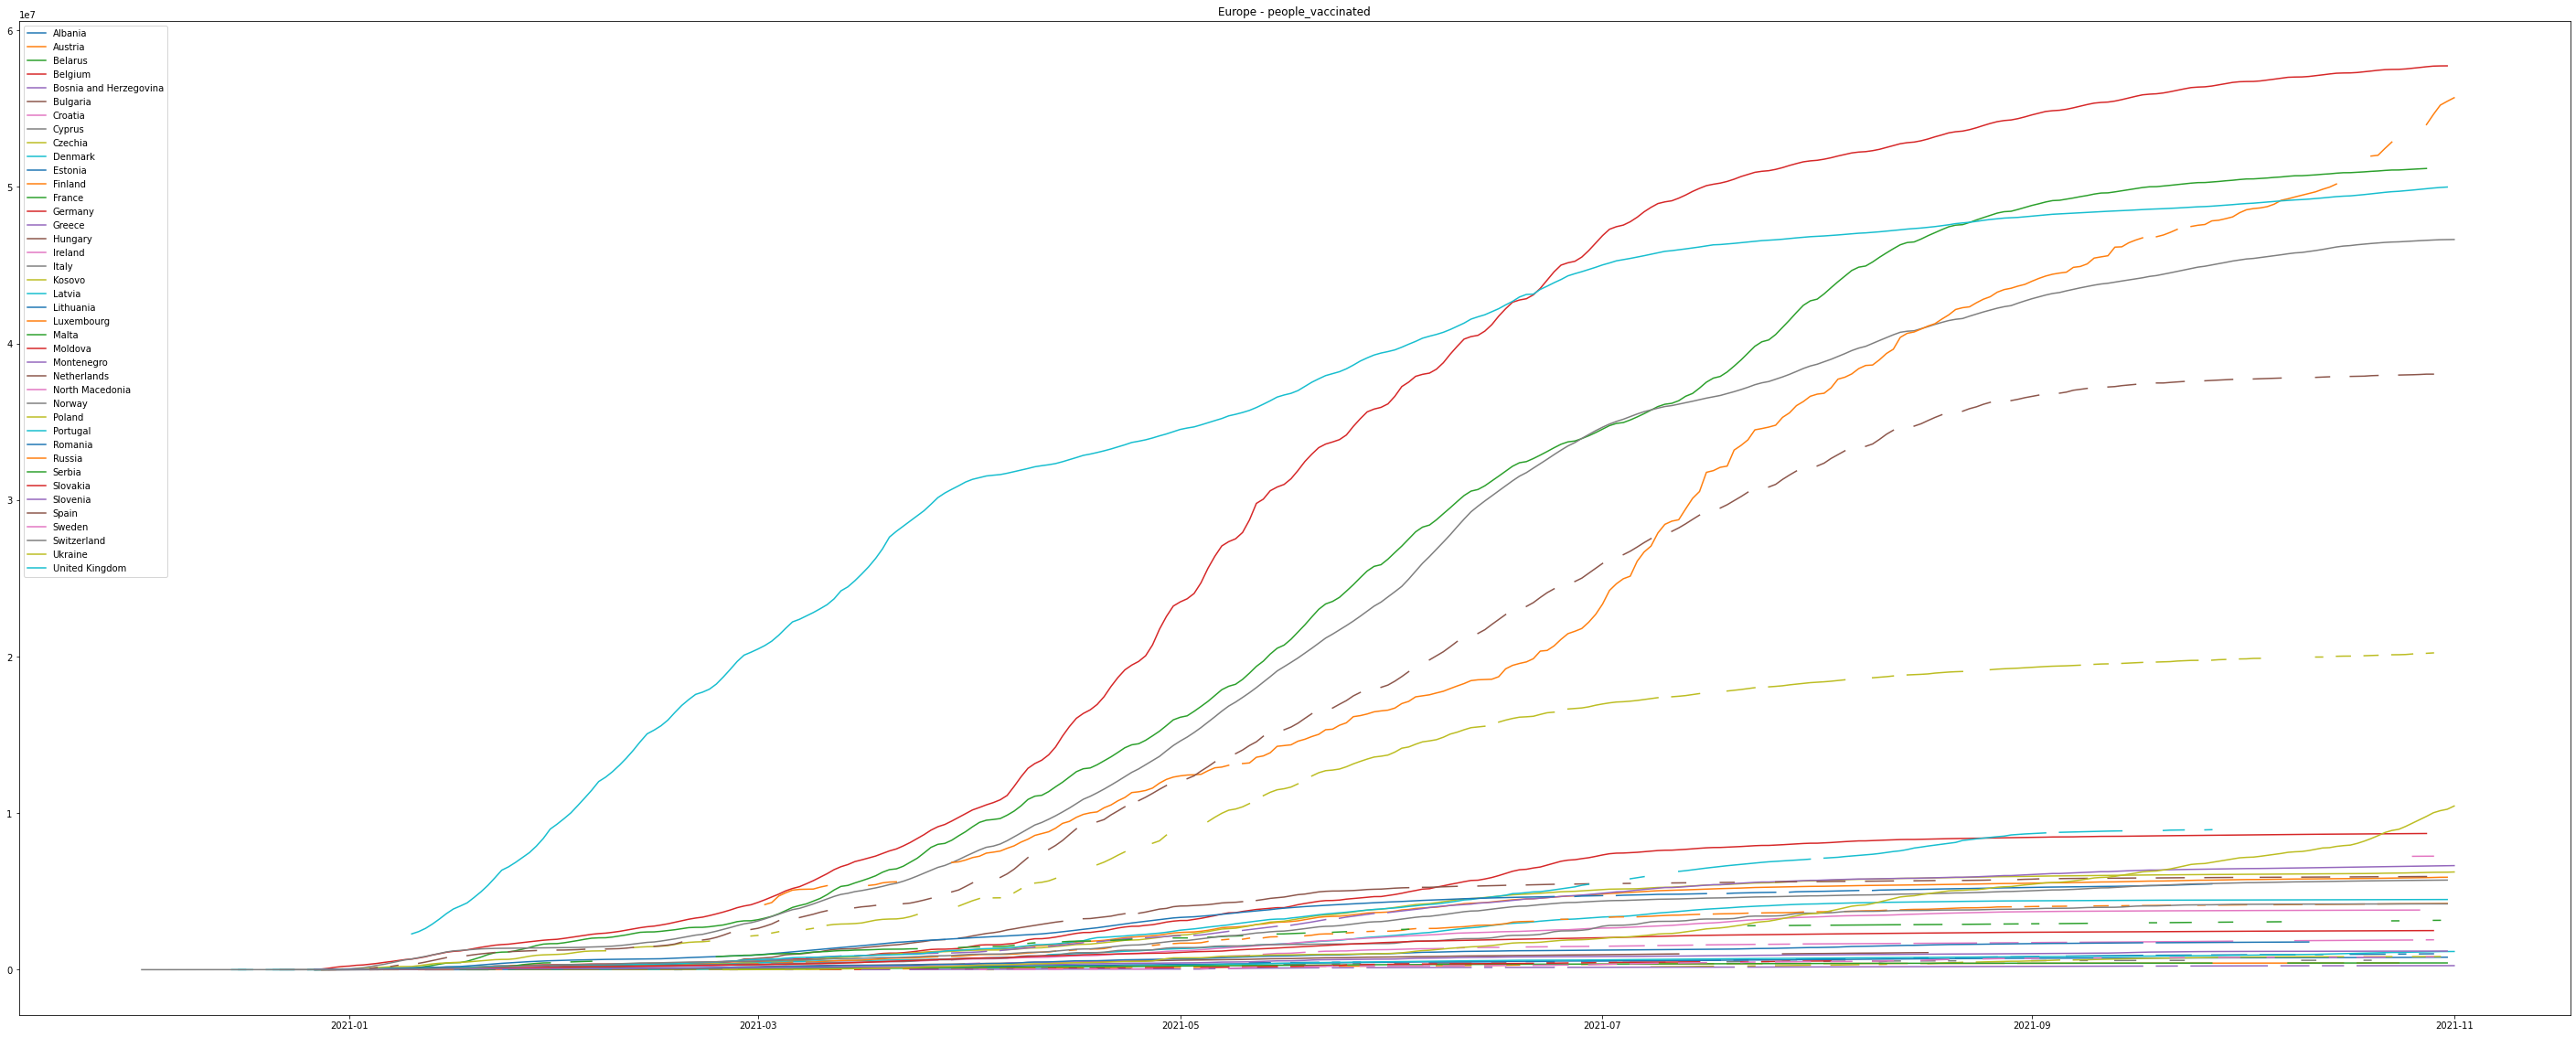 Europe - people_vaccinated
1e7
Albania
Austria
Belarus
Belgium
Bosnia and Herzegovina
Bulgaria
Croatia
Cyprus
Czechia
Denmark
Estonia
Finland
France
Germany
Greece
Hungary
Ireland
Italy
Kosovo
Latvia
Lithuania
Luxembourg
Malta
Moldova
Montenegro
Netherlands
North Macedonia
Norway
Poland
Portugal
Romania
Russia
Serbia
Slovakia
Slovenia
Spain
Sweden
Switzerland
Ukraine
United Kingdom
6
5
4
3
2
1
0
2021-01
2021-03
2021-05
2021-07
2021-09
2021-11